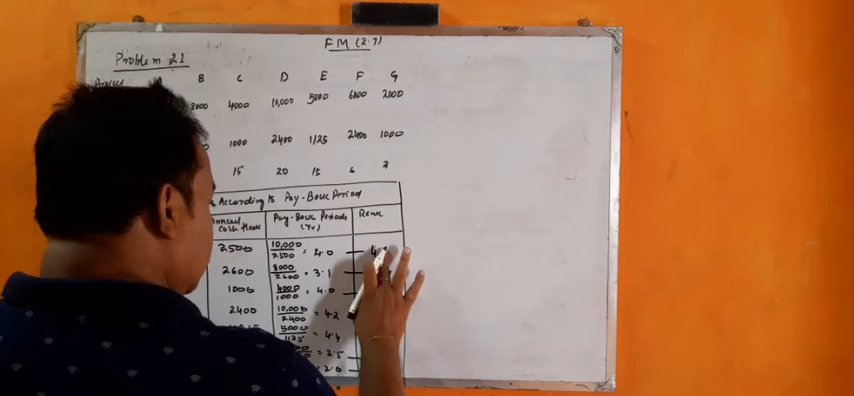 FM (2.7)
Problem 21
B C D E F G
8000 4000 10,000 5000 6000 2000
1000 2400 1125 2400 1000
15 20 15 6 2
According to Pay-Back Period
Annual Cash Flows Pay-Back Periods (Yr) Rank
2500 10,000/2500 = 4.0 — 4
2600 8000/2600 = 3.1 —
1000 4000/1000 = 4.0 —
2400 10,000/2400 = 4.2
5000/1125 = 4.4
= 2.5 —
= 2.0 —